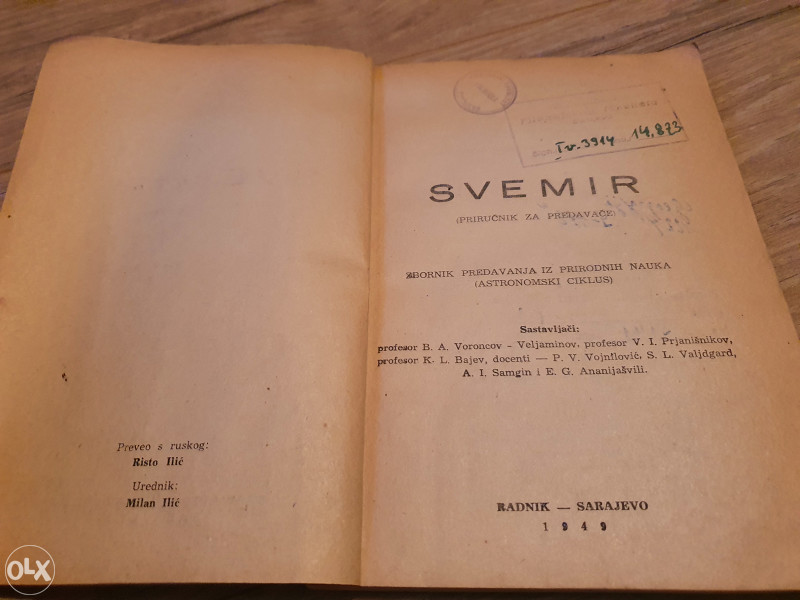 Preveo s ruskog:
Risto Ilić
Urednik:
Milan Ilić
Iv. 3914 14,873
SVEMIR
(PRIRUČNIK ZA PREDAVAČE)
ZBORNIK PREDAVANJA IZ PRIRODNIH NAUKA
(ASTRONOMSKI CIKLUS)
Sastavljači:
profesor B. A. Voroncov - Veljaminov, profesor V. I. Prjanišnikov,
profesor K. L. Bajev, docenti — P. V. Vojnilović, S. L. Valjdgard,
A. I. Samgin i E. G. Ananijašvili.
RADNIK — SARAJEVO
1949
OLX